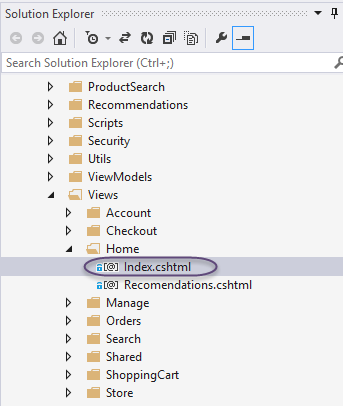 Solution Explorer
Search Solution Explorer (Ctrl+;)
ProductSearch
Recommendations
Scripts
Security
Utils
ViewModels
Views
Account
Checkout
Home
Index.cshtml
Recomendations.cshtml
Manage
Orders
Search
Shared
ShoppingCart
Store